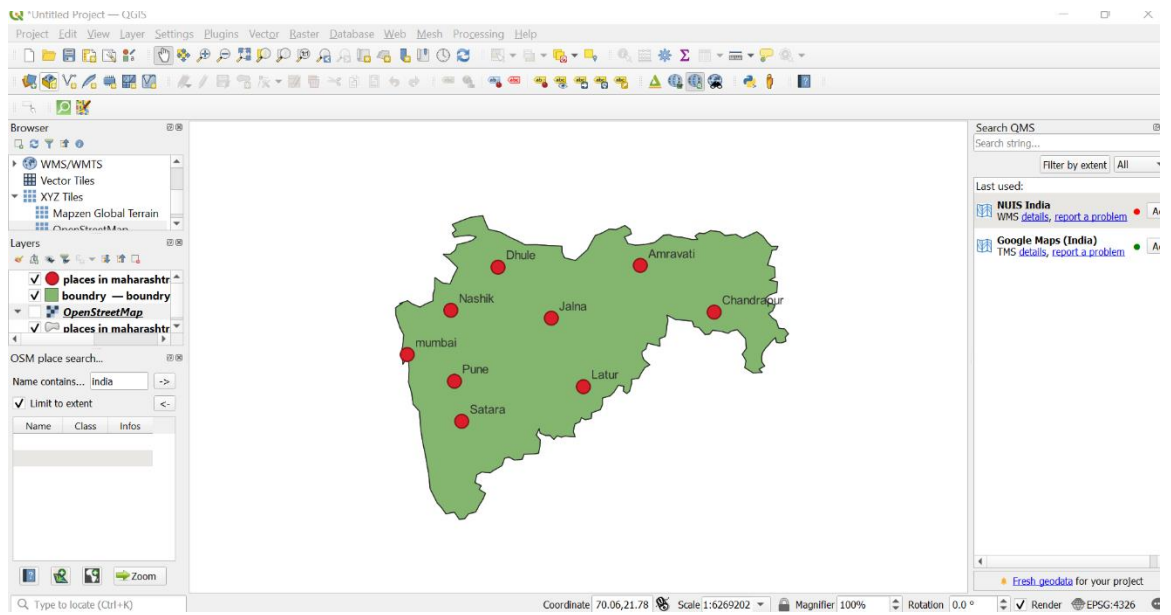 *Untitled Project — QGIS
Project Edit View Layer Settings Plugins Vector Raster Database Web Mesh Processing Help
Browser
WMS/WMTS
Vector Tiles
XYZ Tiles
Mapzen Global Terrain
OpenStreetMap
Layers
places in maharashtr
boundry — boundry
OpenStreetMap
places in maharashtr
OSM place search...
Name contains... india ->
Limit to extent <-
Name Class Infos
Zoom
Dhule
Amravati
Nashik
Jalna
Chandrapur
mumbai
Pune
Latur
Satara
Search QMS
Search string...
Filter by extent All
Last used:
NUIS India
WMS details, report a problem
Google Maps (India)
TMS details, report a problem
Fresh geodata for your project
Type to locate (Ctrl+K) Coordinate 70.06,21.78 Scale 1:6269202 Magnifier 100% Rotation 0.0 ° Render EPSG:4326